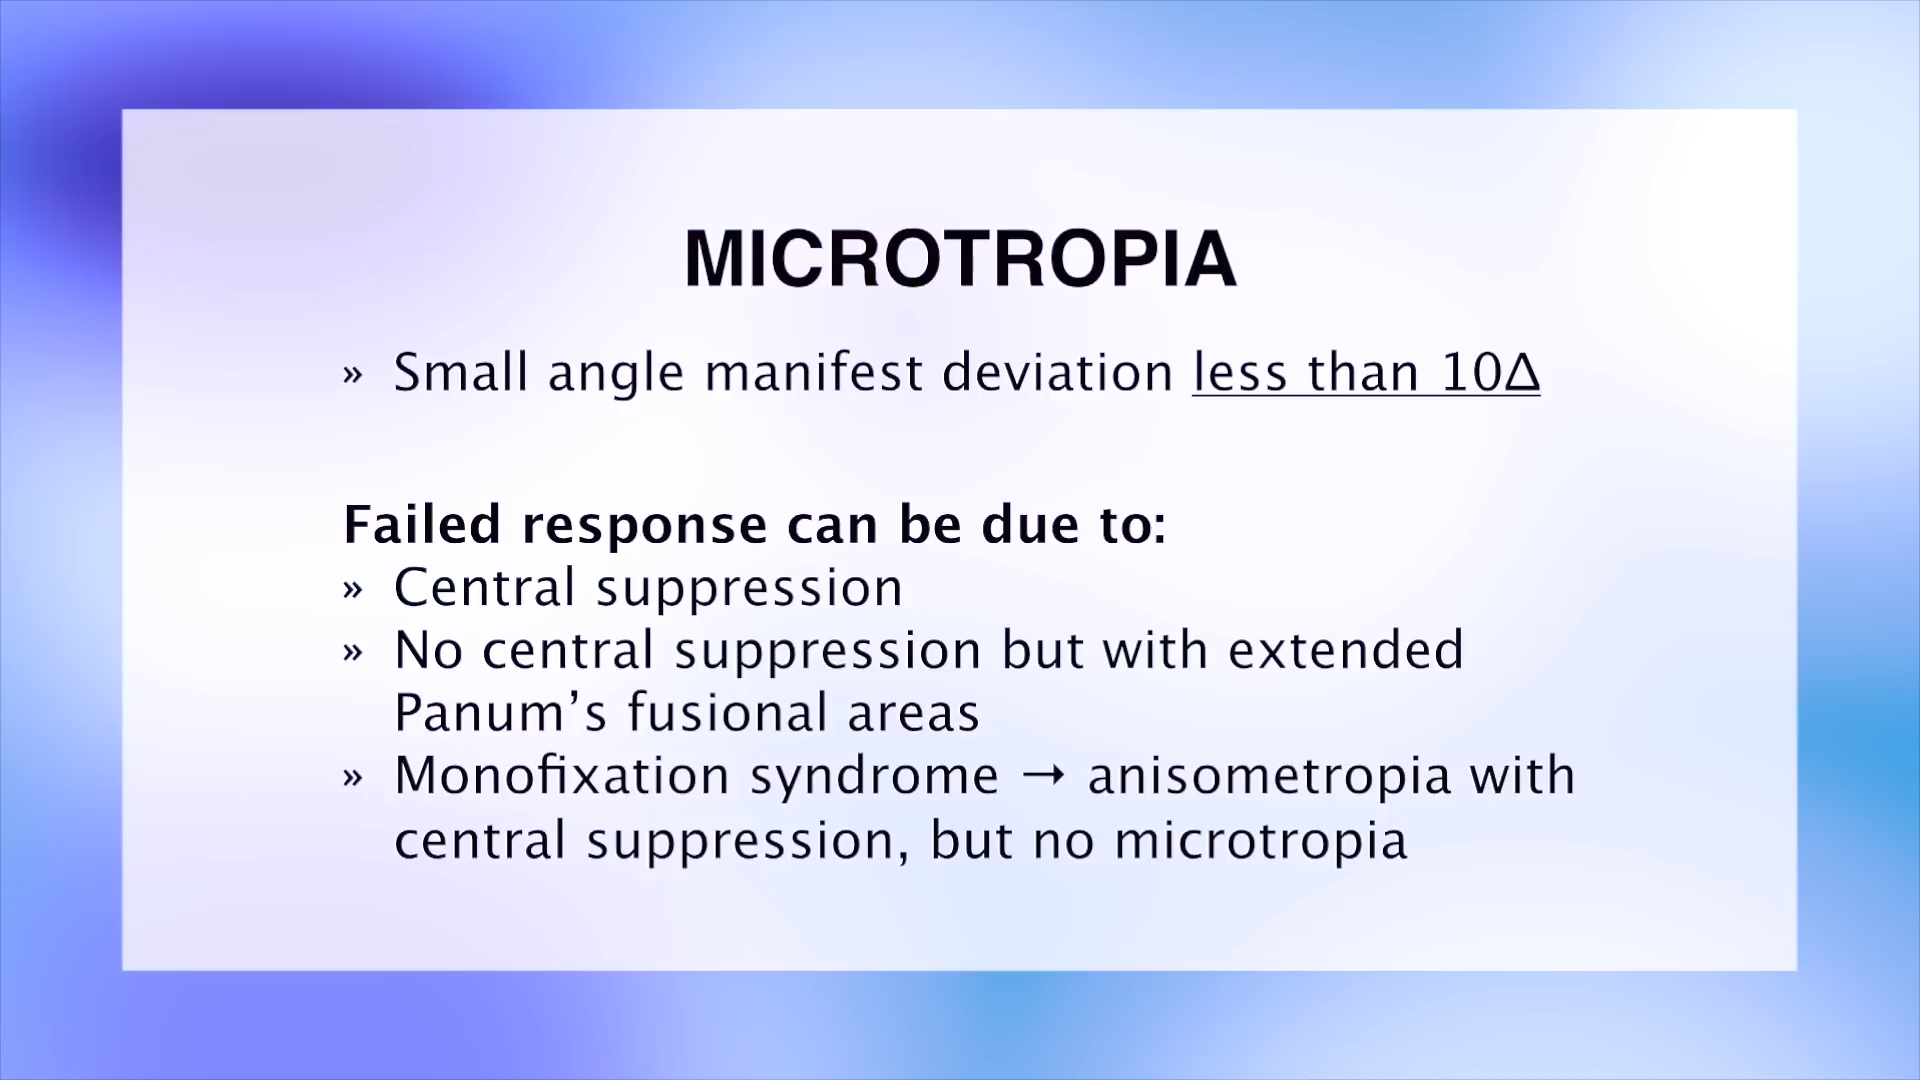 MICROTROPIA
» Small angle manifest deviation less than 10Δ
Failed response can be due to:
» Central suppression
» No central suppression but with extended
Panum’s fusional areas
» Monofixation syndrome → anisometropia with
central suppression, but no microtropia